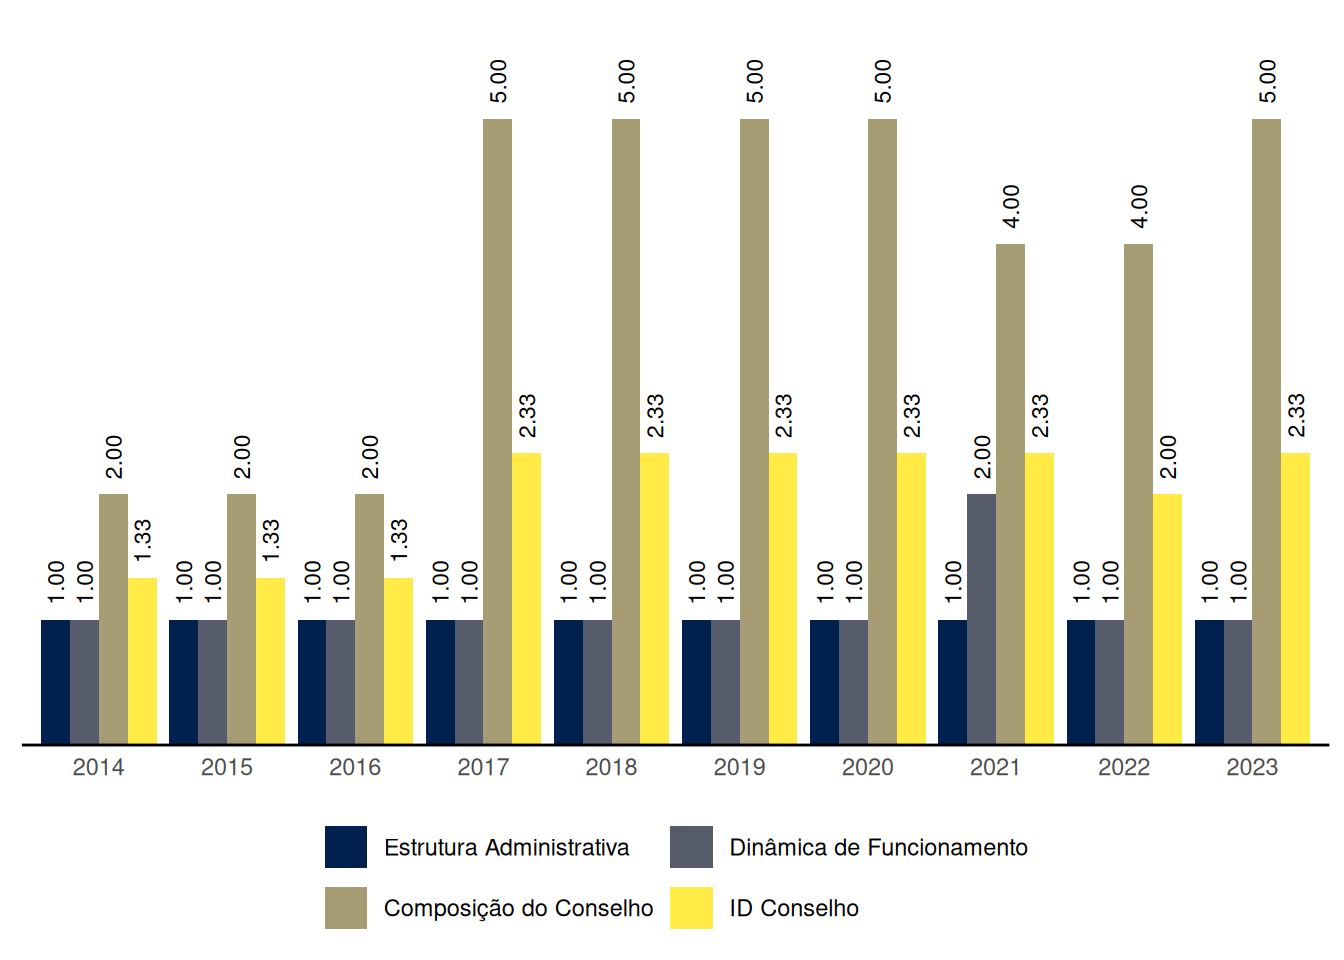 1.00 1.00 2.00 1.33 1.00 1.00 2.00 1.33 1.00 1.00 2.00 1.33 1.00 1.00 5.00 2.33 1.00 1.00 5.00 2.33 1.00 1.00 5.00 2.33 1.00 1.00 5.00 2.33 1.00 2.00 4.00 2.33 1.00 1.00 4.00 2.00 1.00 1.00 5.00 2.33
2014 2015 2016 2017 2018 2019 2020 2021 2022 2023
Estrutura Administrativa Dinâmica de Funcionamento
Composição do Conselho ID Conselho